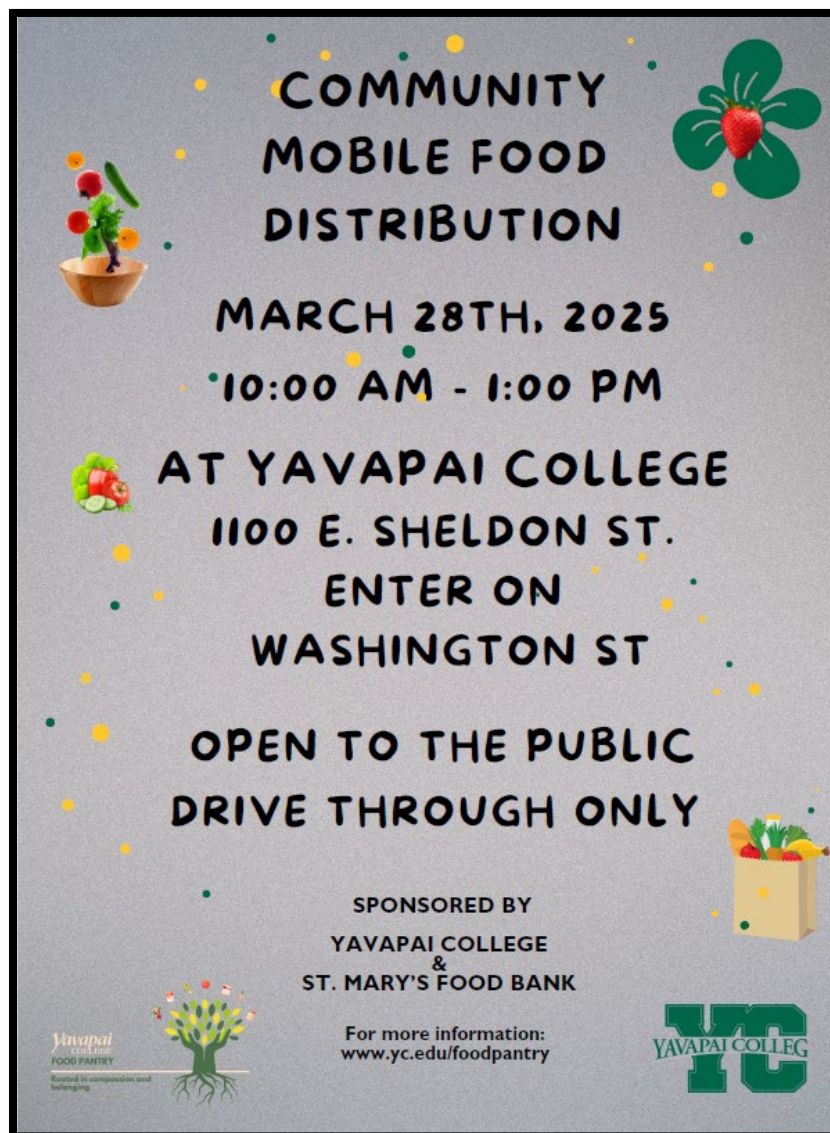 COMMUNITY
MOBILE FOOD
DISTRIBUTION
MARCH 28TH, 2025
10:00 AM - 1:00 PM
AT YAVAPAI COLLEGE
1100 E. SHELDON ST.
ENTER ON
WASHINGTON ST
OPEN TO THE PUBLIC
DRIVE THROUGH ONLY
SPONSORED BY
YAVAPAI COLLEGE
&
ST. MARY'S FOOD BANK
For more information:
www.yc.edu/foodpantry
Yavapai
COLLEGE
FOOD PANTRY
Rooted in compassion and
belonging
YC
YAVAPAI COLLEG